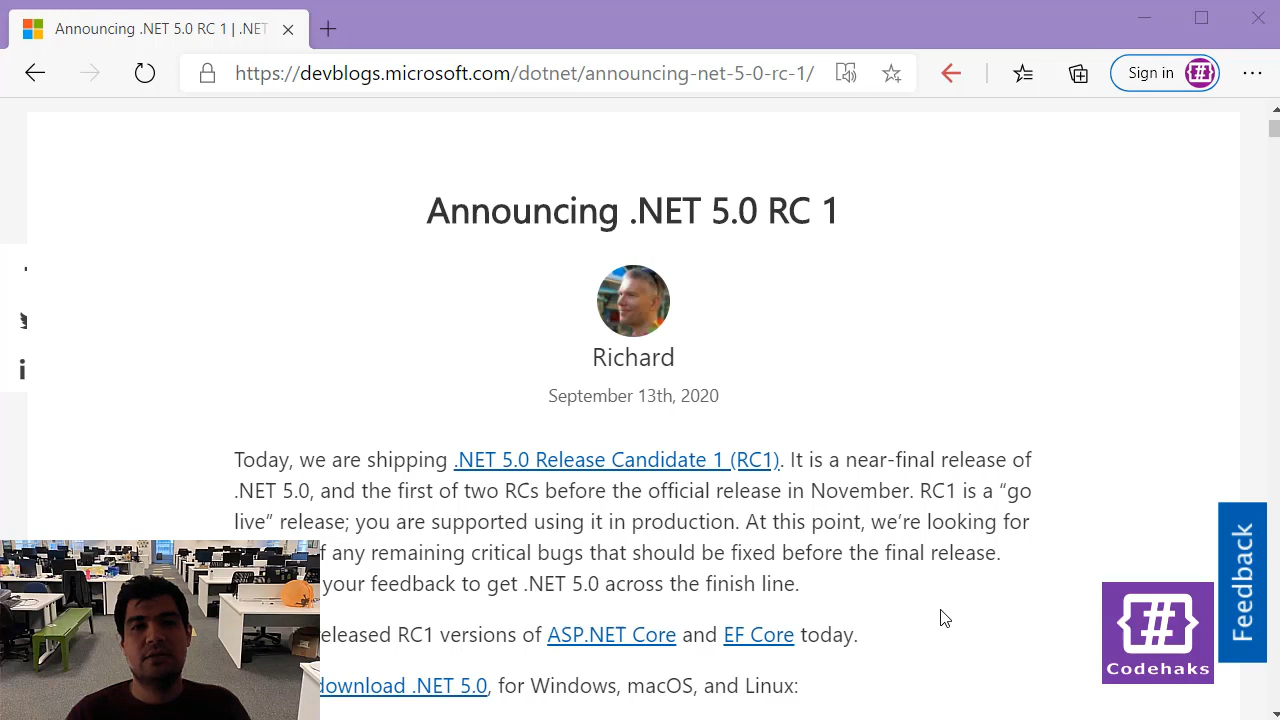 Announcing .NET 5.0 RC 1 | .NET
https://devblogs.microsoft.com/dotnet/announcing-net-5-0-rc-1/
Sign in
Announcing .NET 5.0 RC 1
Richard
September 13th, 2020
Today, we are shipping .NET 5.0 Release Candidate 1 (RC1). It is a near-final release of
.NET 5.0, and the first of two RCs before the official release in November. RC1 is a “go
live” release; you are supported using it in production. At this point, we’re looking for
any remaining critical bugs that should be fixed before the final release.
your feedback to get .NET 5.0 across the finish line.
RC1 versions of ASP.NET Core and EF Core today.
download .NET 5.0, for Windows, macOS, and Linux:
Feedback
{#}
Codehaks